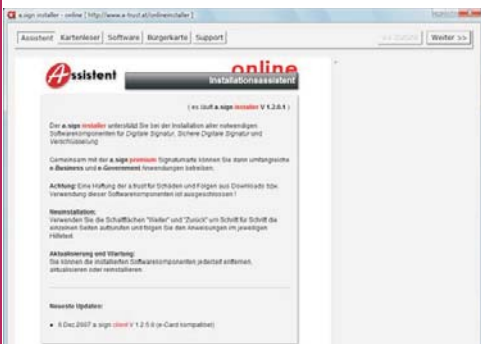 a.sign installer - online [ http://www.a-trust.at/onlineinstaller ]
Assistent Kartenleser Software Bürgerkarte Support << Zurück Weiter >>
Assistent online
Installationsassistent
( es läuft a.sign installer V 1.2.0.1 )
Der a.sign installer unterstützt Sie bei der Installation aller notwendigen
Softwarekomponenten für Digitale Signatur, Sichere Digitale Signatur und
Verschlüsselung
Gemeinsam mit der a.sign premium Signaturkarte können Sie dann umfangreiche
e-Business und e-Government Anwendungen betreiben.
Achtung: Eine Haftung der a.trust für Schäden und Folgen aus Downloads bzw.
Verwendung dieser Softwarekomponenten ist ausgeschlossen !
Neuinstallation:
Verwenden Sie die Schaltflächen "Weiter" und "Zurück" um Schritt für Schritt die
einzelnen Seiten aufzurufen und folgen Sie den Anweisungen im jeweiligen
Hilfetext.
Aktualisierung und Wartung:
Sie können die installierten Softwarekomponenten jederzeit entfernen,
aktualisieren oder reinstallieren.
Neueste Updates:
• 6.Dez.2007 a.sign client V 1.2.5.0 (e-Card kompatibel)